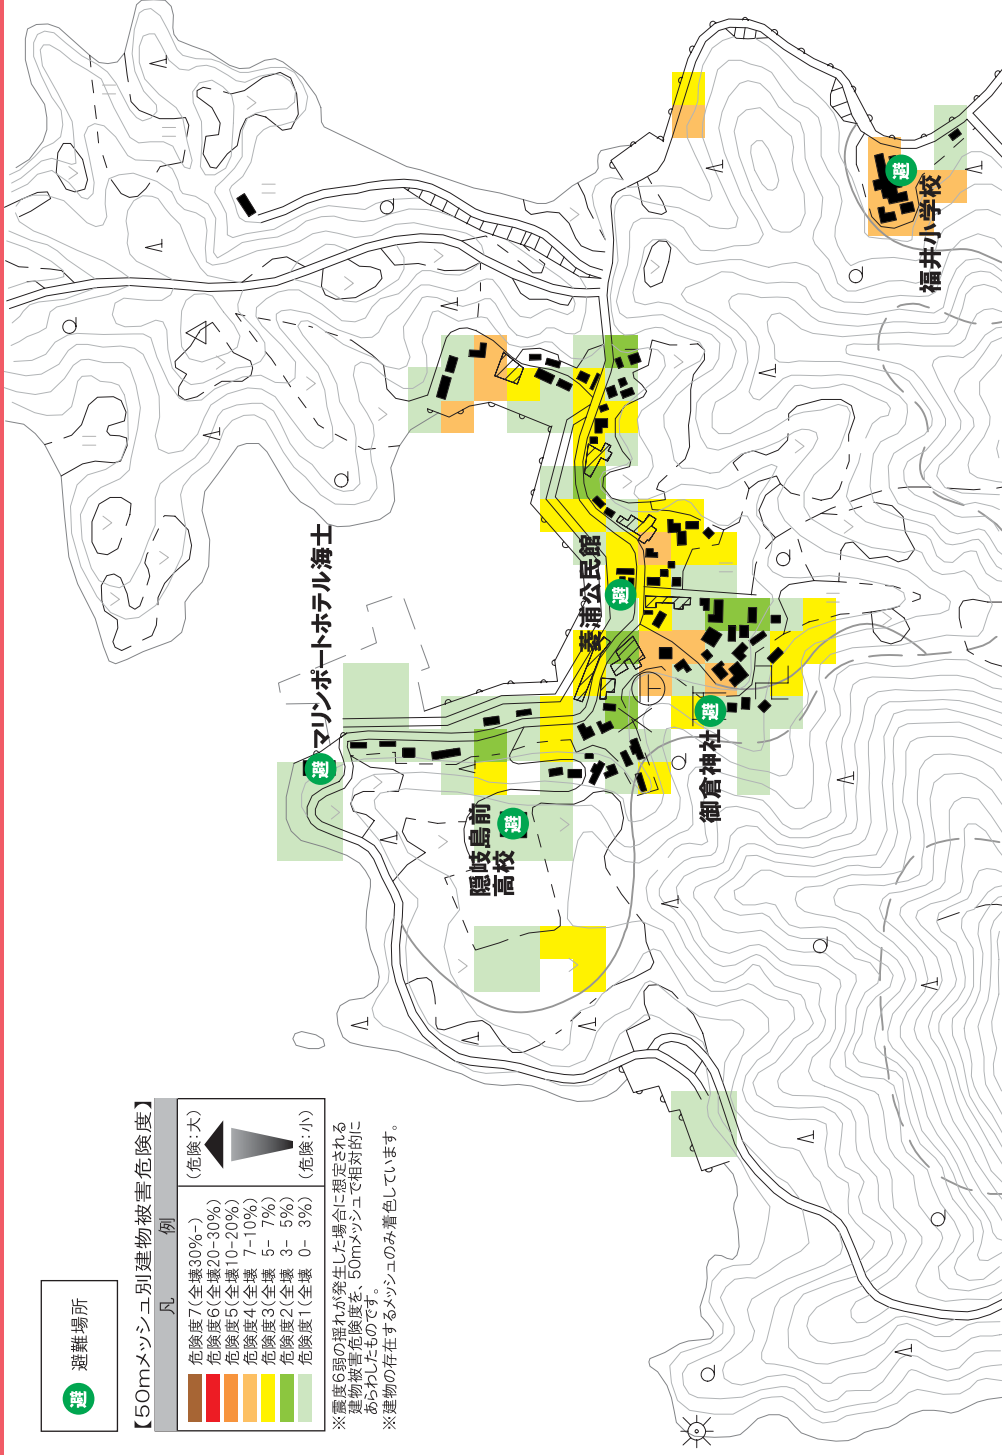 避 避難場所
【50mメッシュ別建物被害危険度】
凡 例
危険度7(全壊30%-)
危険度6(全壊20-30%)
危険度5(全壊10-20%)
危険度4(全壊 7-10%)
危険度3(全壊 5- 7%)
危険度2(全壊 3- 5%)
危険度1(全壊 0- 3%)
(危険:大)
(危険:小)
※震度6弱の揺れが発生した場合に想定される
建物被害危険度を、50mメッシュで相対的に
あらわしたものです。
※建物の存在するメッシュのみ着色しています。
避
マリンポートホテル海士
避
隠岐島前
高校
避
菱浦公民館
避
御倉神社
避
福井小学校